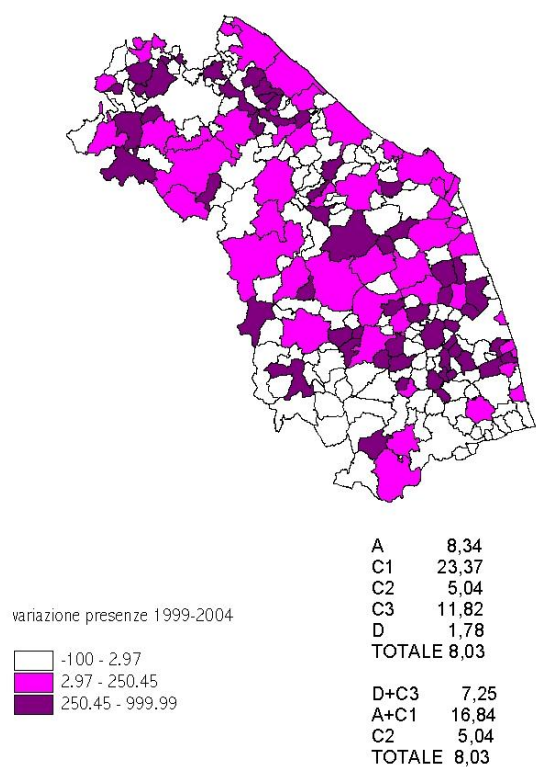 A 8,34
C1 23,37
C2 5,04
C3 11,82
D 1,78
TOTALE 8,03
variazione presenze 1999-2004
-100 - 2.97
2.97 - 250.45
250.45 - 999.99
D+C3 7,25
A+C1 16,84
C2 5,04
TOTALE 8,03